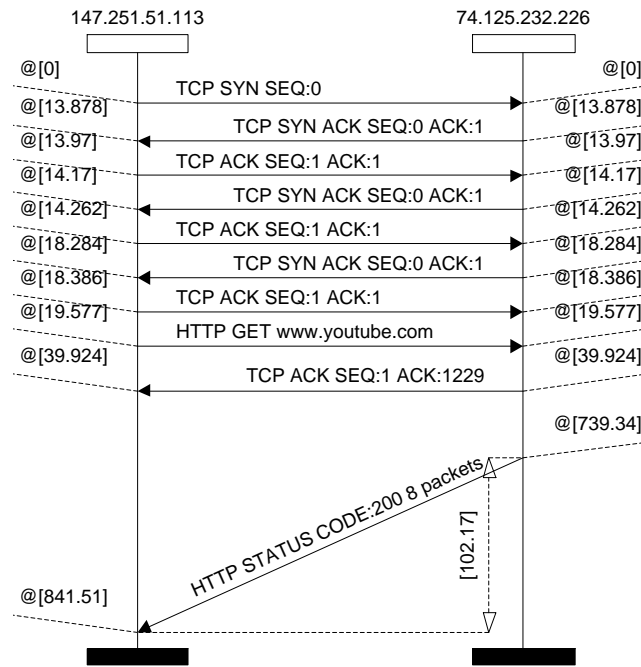 147.251.51.113 74.125.232.226
@[0] @[0]
TCP SYN SEQ:0
@[13.878] @[13.878]
TCP SYN ACK SEQ:0 ACK:1
@[13.97] @[13.97]
TCP ACK SEQ:1 ACK:1
@[14.17] @[14.17]
TCP SYN ACK SEQ:0 ACK:1
@[14.262] @[14.262]
TCP ACK SEQ:1 ACK:1
@[18.284] @[18.284]
TCP SYN ACK SEQ:0 ACK:1
@[18.386] @[18.386]
TCP ACK SEQ:1 ACK:1
@[19.577] @[19.577]
HTTP GET www.youtube.com
@[39.924] @[39.924]
TCP ACK SEQ:1 ACK:1229
@[739.34]
HTTP STATUS CODE:200 8 packets
[102.17]
@[841.51]